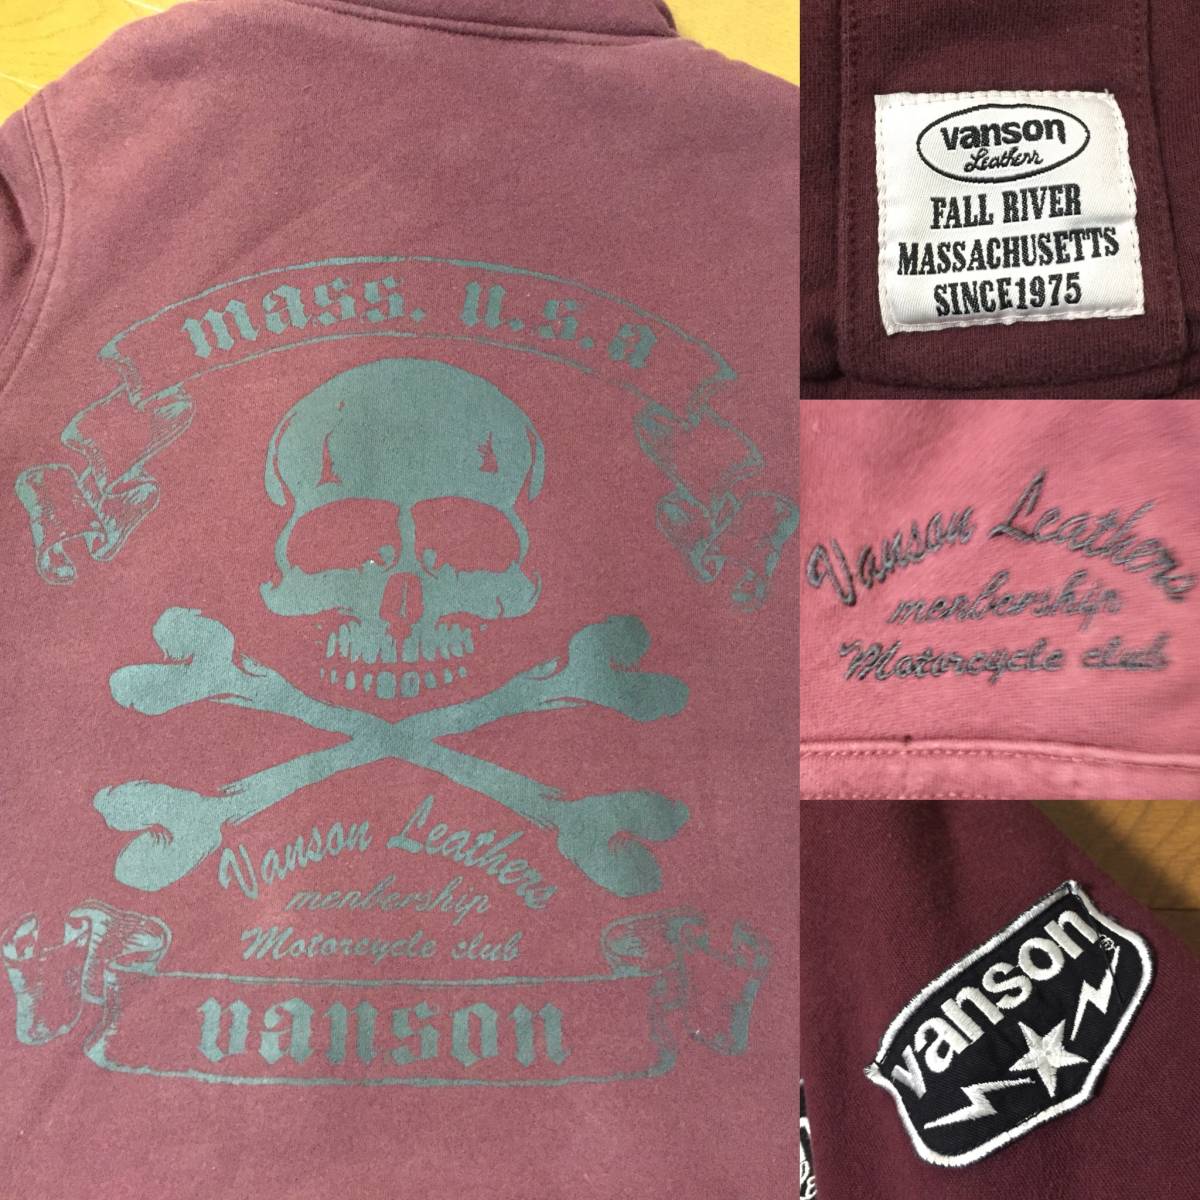 mass. u.s.a
Vanson Leathers
menbership
Motorcycle club
vanson
vanson
Leathers
FALL RIVER
MASSACHUSETTS
SINCE1975
Vanson Leathers
menbership
Motorcycle club
vanson®